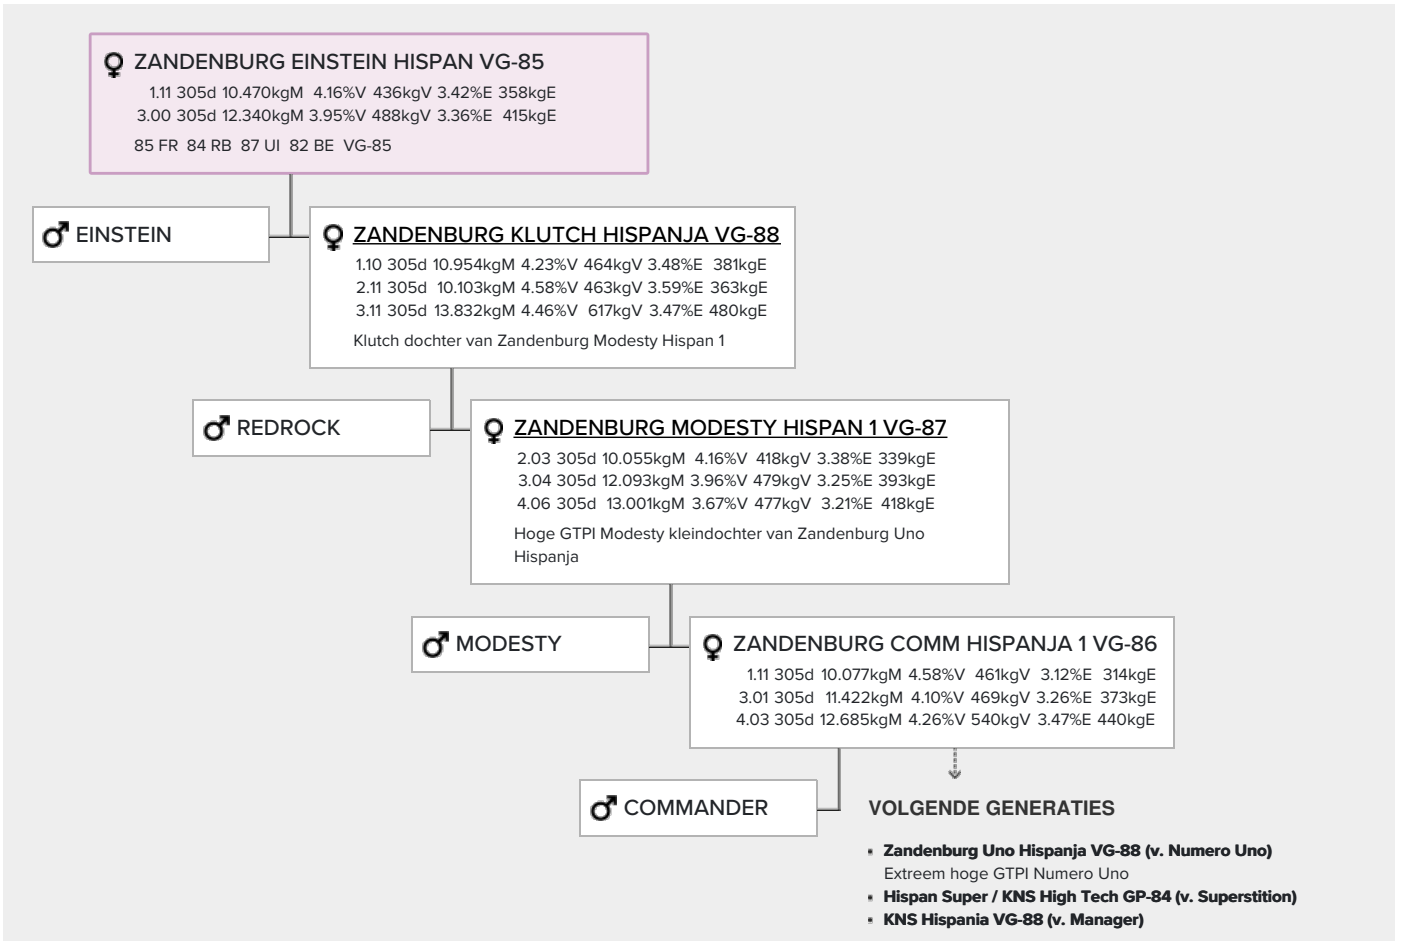 ZANDENBURG EINSTEIN HISPAN VG-85
1.11 305d 10.470kgM 4.16%V 436kgV 3.42%E 358kgE
3.00 305d 12.340kgM 3.95%V 488kgV 3.36%E 415kgE
85 FR 84 RB 87 UI 82 BE VG-85
EINSTEIN
ZANDENBURG KLUTCH HISPANJA VG-88
1.10 305d 10.954kgM 4.23%V 464kgV 3.48%E 381kgE
2.11 305d 10.103kgM 4.58%V 463kgV 3.59%E 363kgE
3.11 305d 13.832kgM 4.46%V 617kgV 3.47%E 480kgE
Klutch dochter van Zandenburg Modesty Hispan 1
REDROCK
ZANDENBURG MODESTY HISPAN 1 VG-87
2.03 305d 10.055kgM 4.16%V 418kgV 3.38%E 339kgE
3.04 305d 12.093kgM 3.96%V 479kgV 3.25%E 393kgE
4.06 305d 13.001kgM 3.67%V 477kgV 3.21%E 418kgE
Hoge GTPI Modesty kleindochter van Zandenburg Uno
Hispanja
MODESTY
ZANDENBURG COMM HISPANJA 1 VG-86
1.11 305d 10.077kgM 4.58%V 461kgV 3.12%E 314kgE
3.01 305d 11.422kgM 4.10%V 469kgV 3.26%E 373kgE
4.03 305d 12.685kgM 4.26%V 540kgV 3.47%E 440kgE
COMMANDER
VOLGENDE GENERATIES
Zandenburg Uno Hispanja VG-88 (v. Numero Uno)
Extreem hoge GTPI Numero Uno
Hispan Super / KNS High Tech GP-84 (v. Superstition)
KNS Hispania VG-88 (v. Manager)